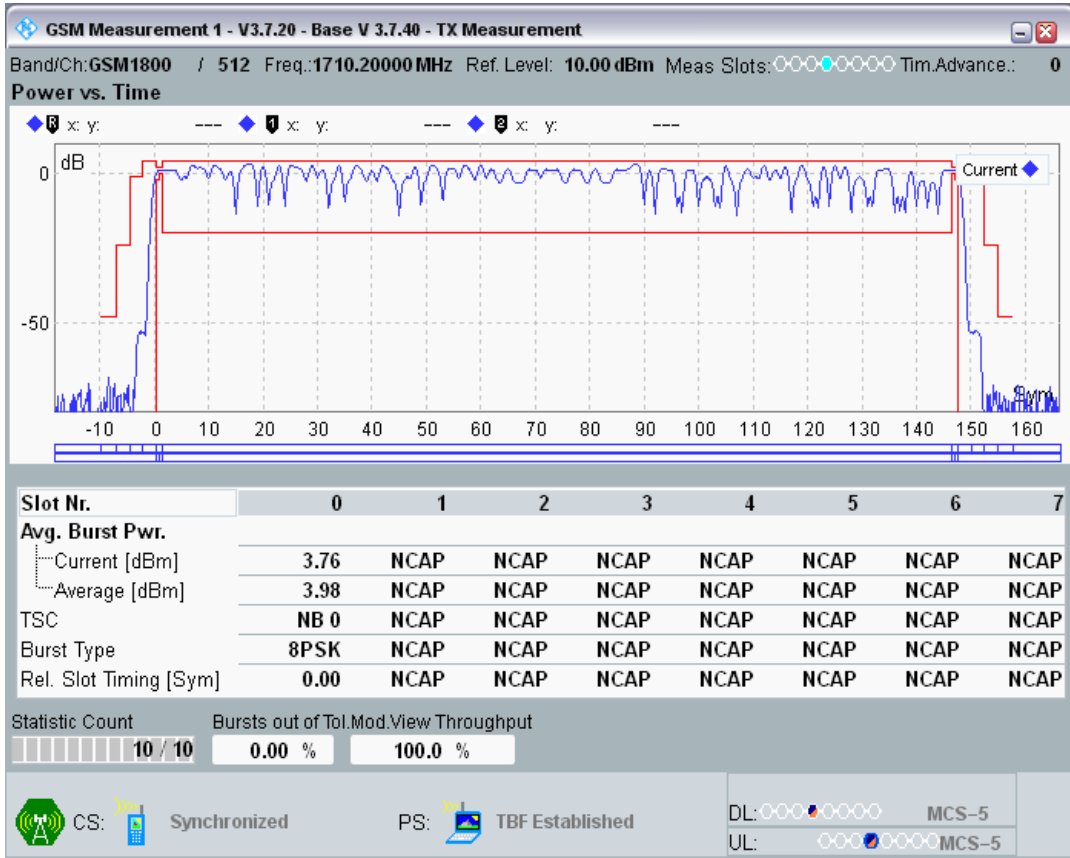 GSM Measurement 1 - V3.7.20 - Base V 3.7.40 - TX Measurement
Band/Ch:GSM1800 / 512 Freq.:1710.20000 MHz Ref. Level: 10.00 dBm Meas Slots: Tim.Advance.: 0
Power vs. Time
R x: y: --- 1 x: y: --- 2 x: y: ---
dB
Current
0
-50
Sym
-10 0 10 20 30 40 50 60 70 80 90 100 110 120 130 140 150 160
Slot Nr. 0 1 2 3 4 5 6 7
Avg. Burst Pwr.
Current [dBm] 3.76 NCAP NCAP NCAP NCAP NCAP NCAP NCAP
Average [dBm] 3.98 NCAP NCAP NCAP NCAP NCAP NCAP NCAP
TSC NB 0 NCAP NCAP NCAP NCAP NCAP NCAP NCAP
Burst Type 8PSK NCAP NCAP NCAP NCAP NCAP NCAP NCAP
Rel. Slot Timing [Sym] 0.00 NCAP NCAP NCAP NCAP NCAP NCAP NCAP
Statistic Count Bursts out of Tol.Mod.View Throughput
10 / 10 0.00 % 100.0 %
CS: Synchronized PS: TBF Established
DL: MCS-5
UL: MCS-5